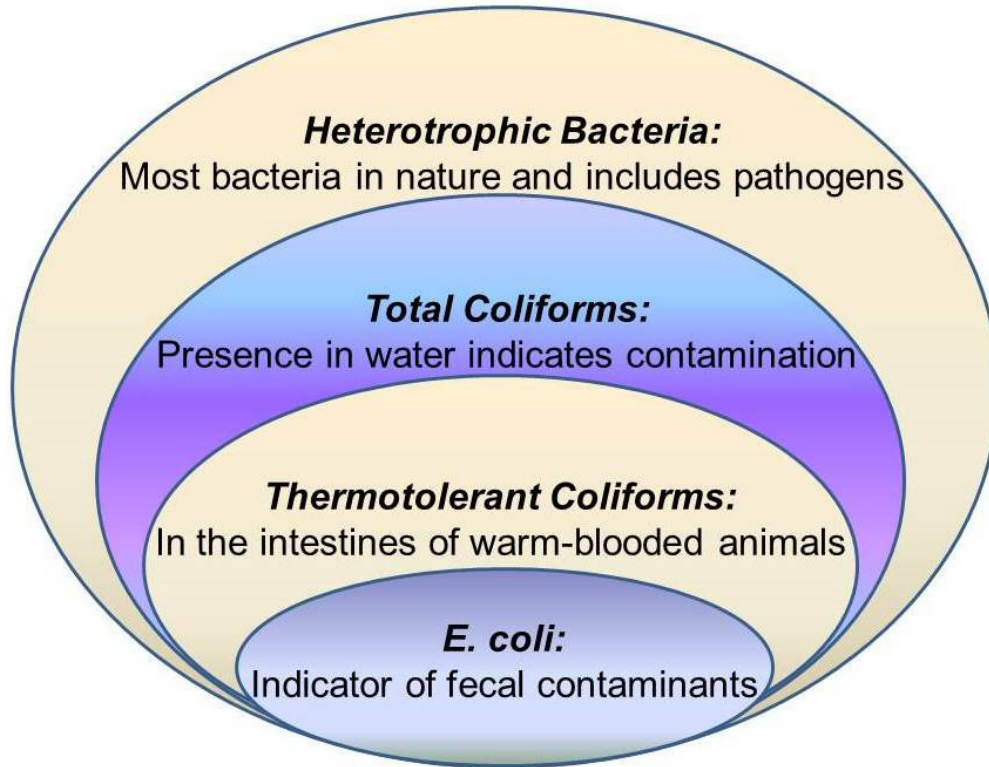 Heterotrophic Bacteria:
Most bacteria in nature and includes pathogens
Total Coliforms:
Presence in water indicates contamination
Thermotolerant Coliforms:
In the intestines of warm-blooded animals
E. coli:
Indicator of fecal contaminants